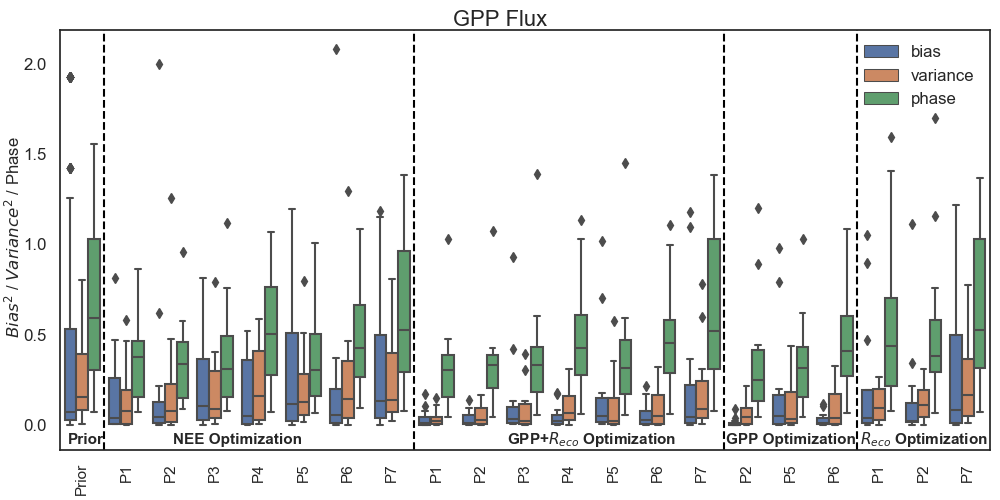 GPP Flux
Bias² / Variance² / Phase
2.0
1.5
1.0
0.5
0.0
bias
variance
phase
Prior NEE Optimization GPP+R_eco Optimization GPP Optimization R_eco Optimization
Prior P1 P2 P3 P4 P5 P6 P7 P1 P2 P3 P4 P5 P6 P7 P2 P5 P6 P1 P2 P7